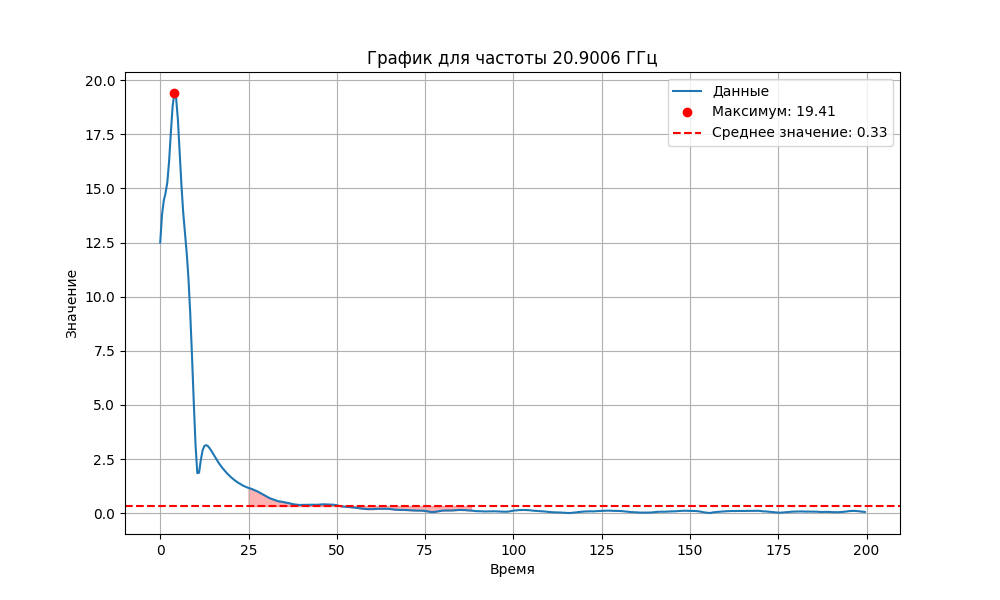 График для частоты 20.9006 ГГц
Данные
Максимум: 19.41
Среднее значение: 0.33
Значение
20.0
17.5
15.0
12.5
10.0
7.5
5.0
2.5
0.0
0 25 50 75 100 125 150 175 200
Время